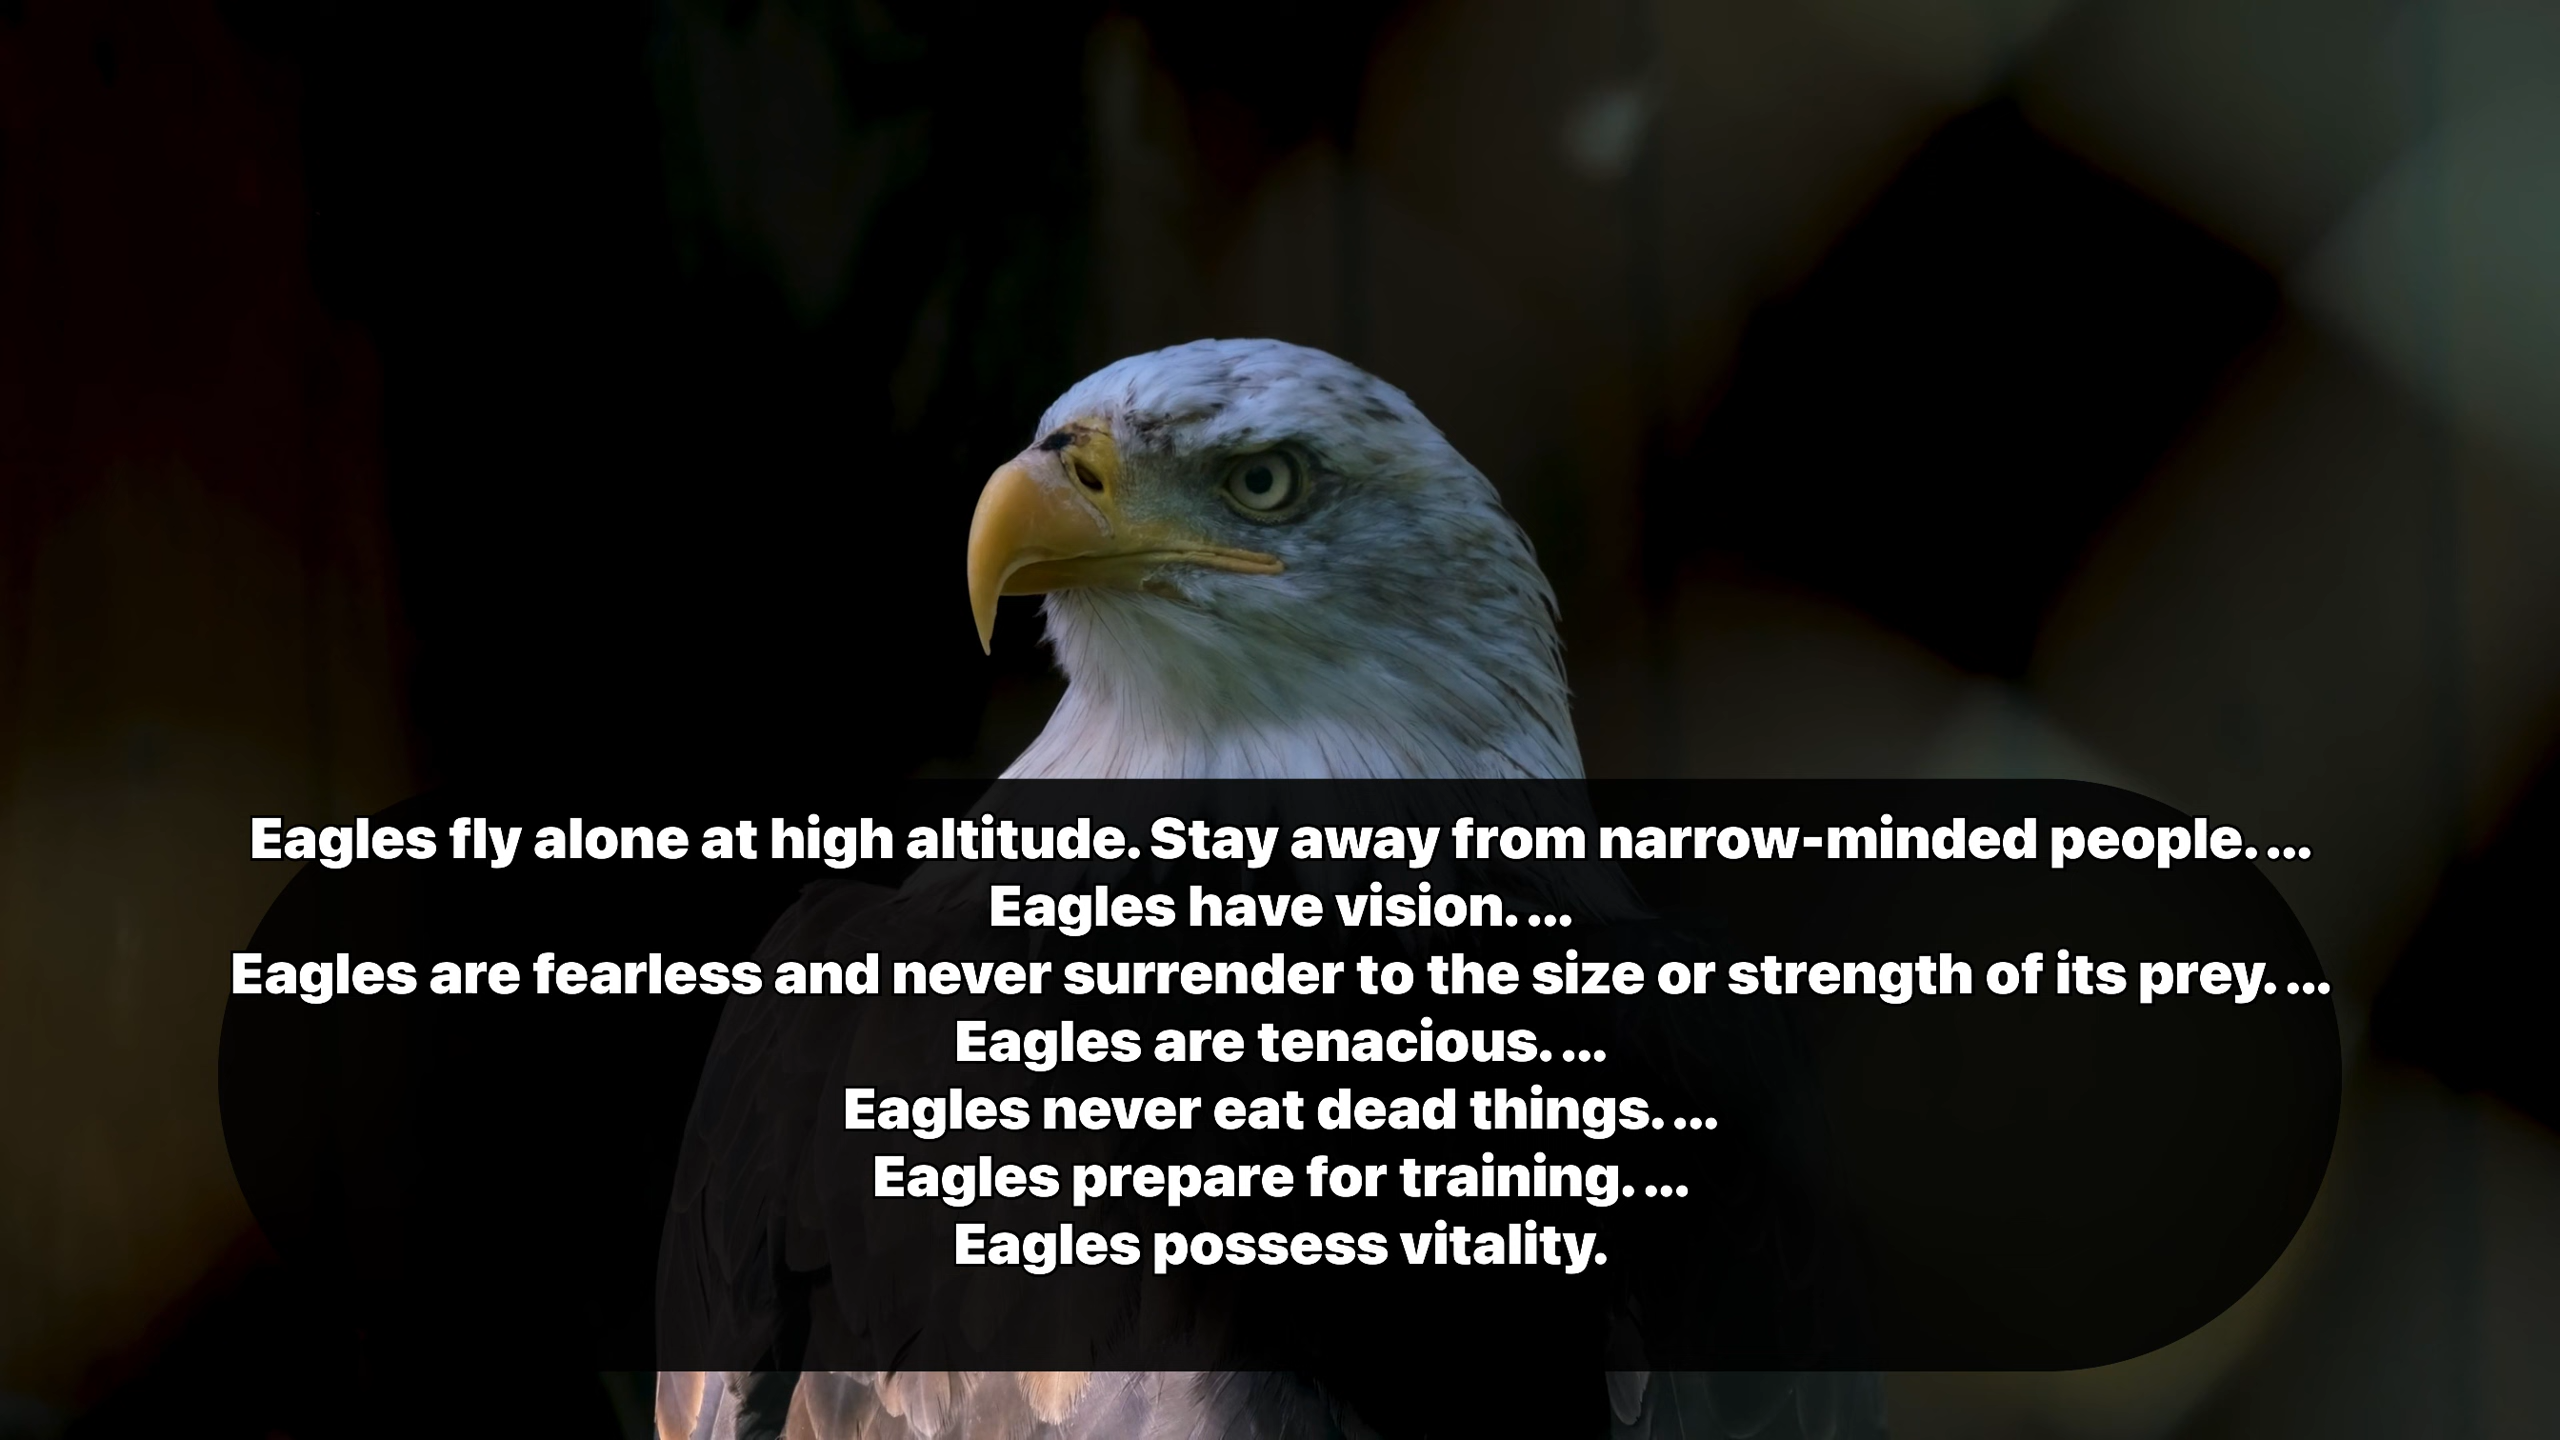 Eagles fly alone at high altitude. Stay away from narrow-minded people. ...
Eagles have vision. ...
Eagles are fearless and never surrender to the size or strength of its prey. ...
Eagles are tenacious. ...
Eagles never eat dead things. ...
Eagles prepare for training. ...
Eagles possess vitality.